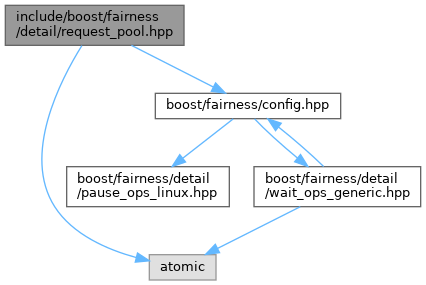 include/boost/fairness
/detail/request_pool.hpp
boost/fairness/config.hpp
boost/fairness/detail
/pause_ops_linux.hpp
boost/fairness/detail
/wait_ops_generic.hpp
atomic